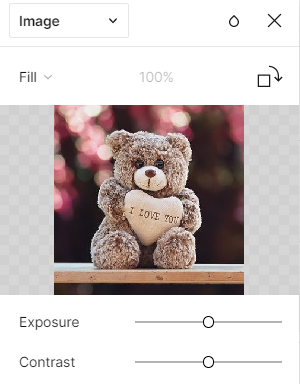 Image
Fill
100%
I LOVE YOU
Exposure
Contrast